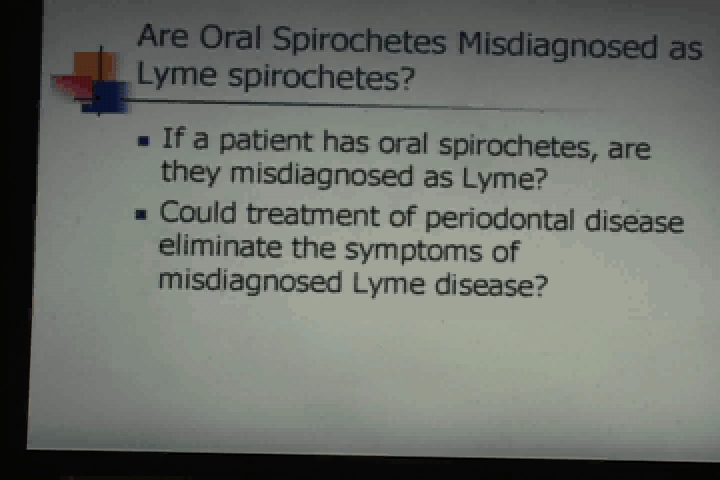 Are Oral Spirochetes Misdiagnosed as
Lyme spirochetes?
If a patient has oral spirochetes, are
they misdiagnosed as Lyme?
Could treatment of periodontal disease
eliminate the symptoms of
misdiagnosed Lyme disease?